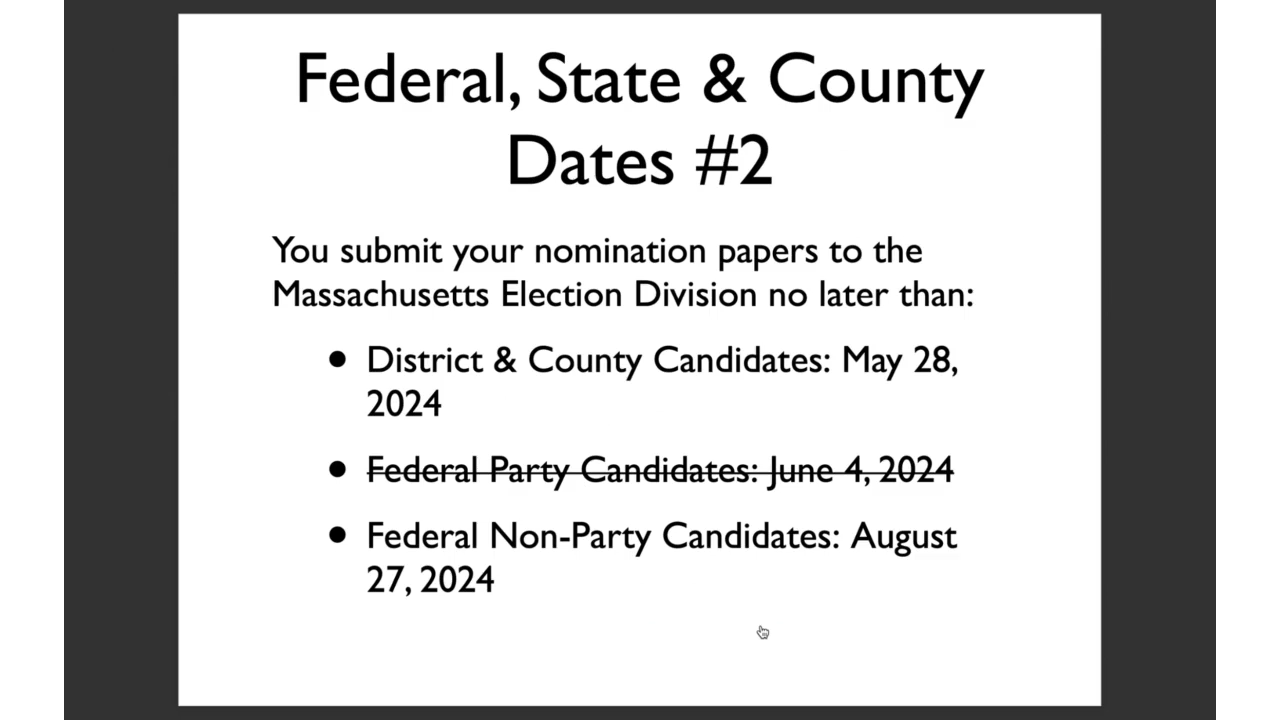 Federal, State & County
Dates #2
You submit your nomination papers to the
Massachusetts Election Division no later than:
• District & County Candidates: May 28,
2024
• Federal Party Candidates: June 4, 2024
• Federal Non-Party Candidates: August
27, 2024